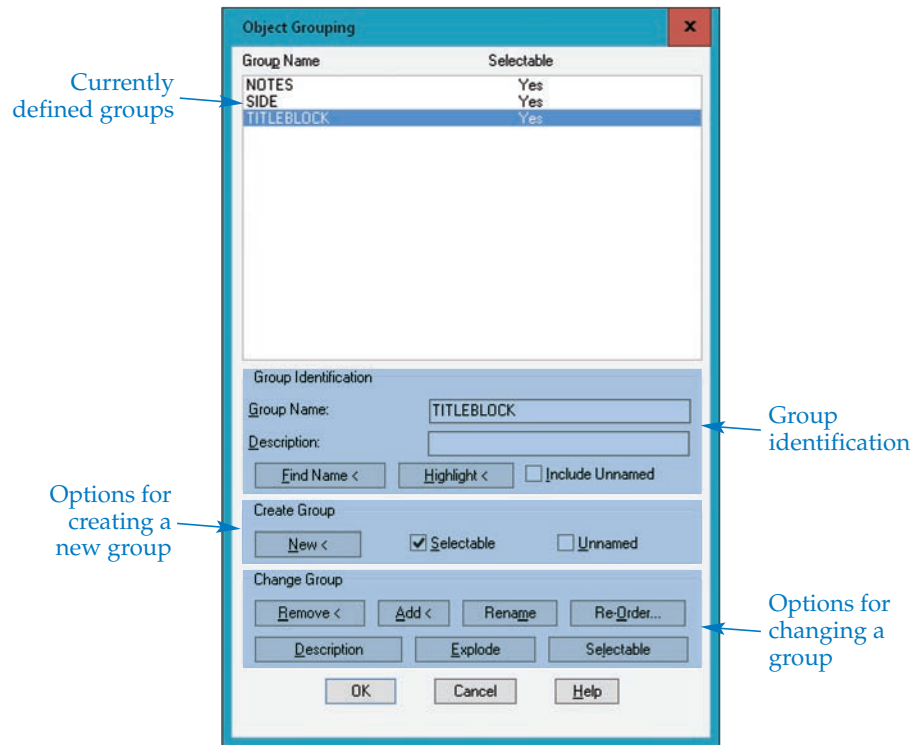 Object Grouping
x
Group Name Selectable
NOTES Yes
SIDE Yes
TITLEBLOCK Yes
Currently
defined groups
Group Identification
Group Name: TITLEBLOCK
Description:
Find Name < Highlight < Include Unnamed
Group
identification
Create Group
New < Selectable Unnamed
Options for
creating a
new group
Change Group
Remove < Add < Rename Re-Order...
Description Explode Selectable
Options for
changing a
group
OK Cancel Help